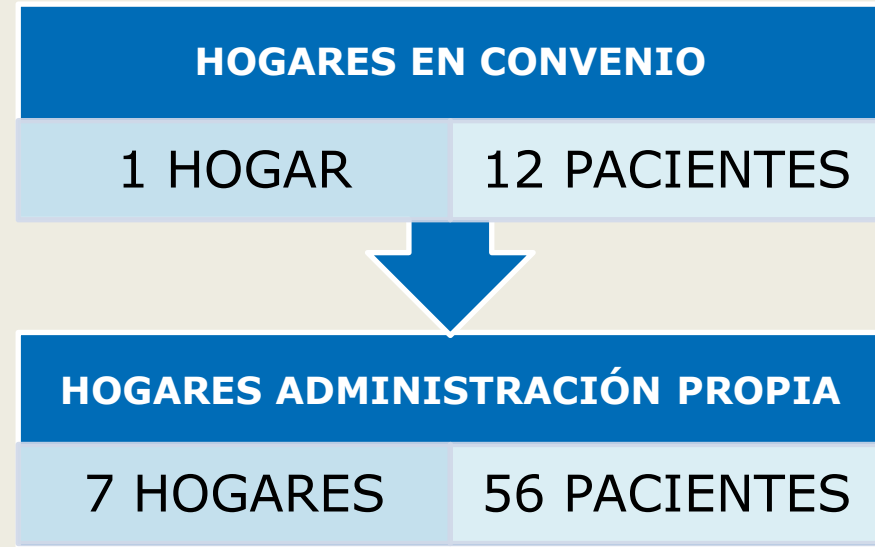 HOGARES EN CONVENIO
1 HOGAR
12 PACIENTES
HOGARES ADMINISTRACIÓN PROPIA
7 HOGARES
56 PACIENTES